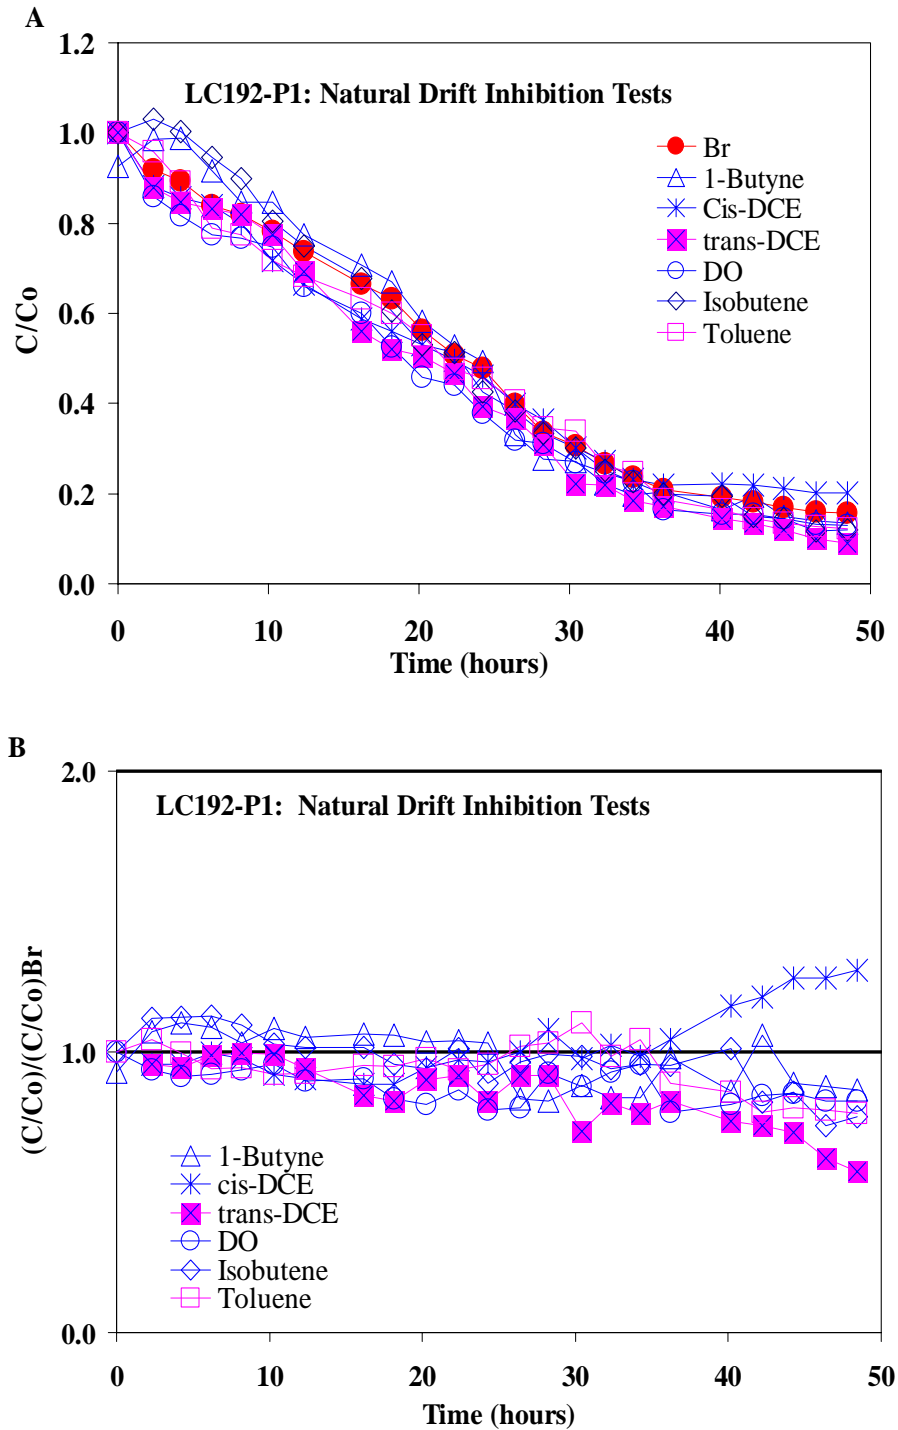 A
1.2
LC192-P1: Natural Drift Inhibition Tests
1.0
Br
1-Butyne
0.8
Cis-DCE
trans-DCE
C/Co
DO
0.6
Isobutene
Toluene
0.4
0.2
0.0
0 10 20 30 40 50
Time (hours)
B
2.0
LC192-P1: Natural Drift Inhibition Tests
(C/Co)/(C/Co)Br
1.0
1-Butyne
cis-DCE
trans-DCE
DO
Isobutene
Toluene
0.0
0 10 20 30 40 50
Time (hours)